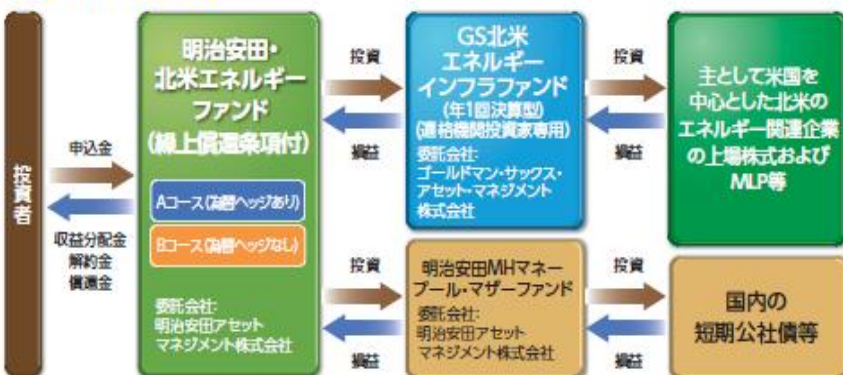 投資者
申込金
収益分配金
解約金
償還金
明治安田・
北米エネルギー
ファンド
(繰上償還条項付)
Aコース(為替ヘッジあり)
Bコース(為替ヘッジなし)
委託会社:
明治安田アセット
マネジメント株式会社
投資
損益
GS北米
エネルギー
インフラファンド
(年1回決算型)
(適格機関投資家専用)
委託会社:
ゴールドマン・サックス・
アセット・マネジメント
株式会社
投資
損益
主として米国を
中心とした北米の
エネルギー関連企業
の上場株式および
MLP等
投資
損益
明治安田MHマネー
プール・マザーファンド
委託会社:
明治安田アセット
マネジメント株式会社
投資
損益
国内の
短期公社債等